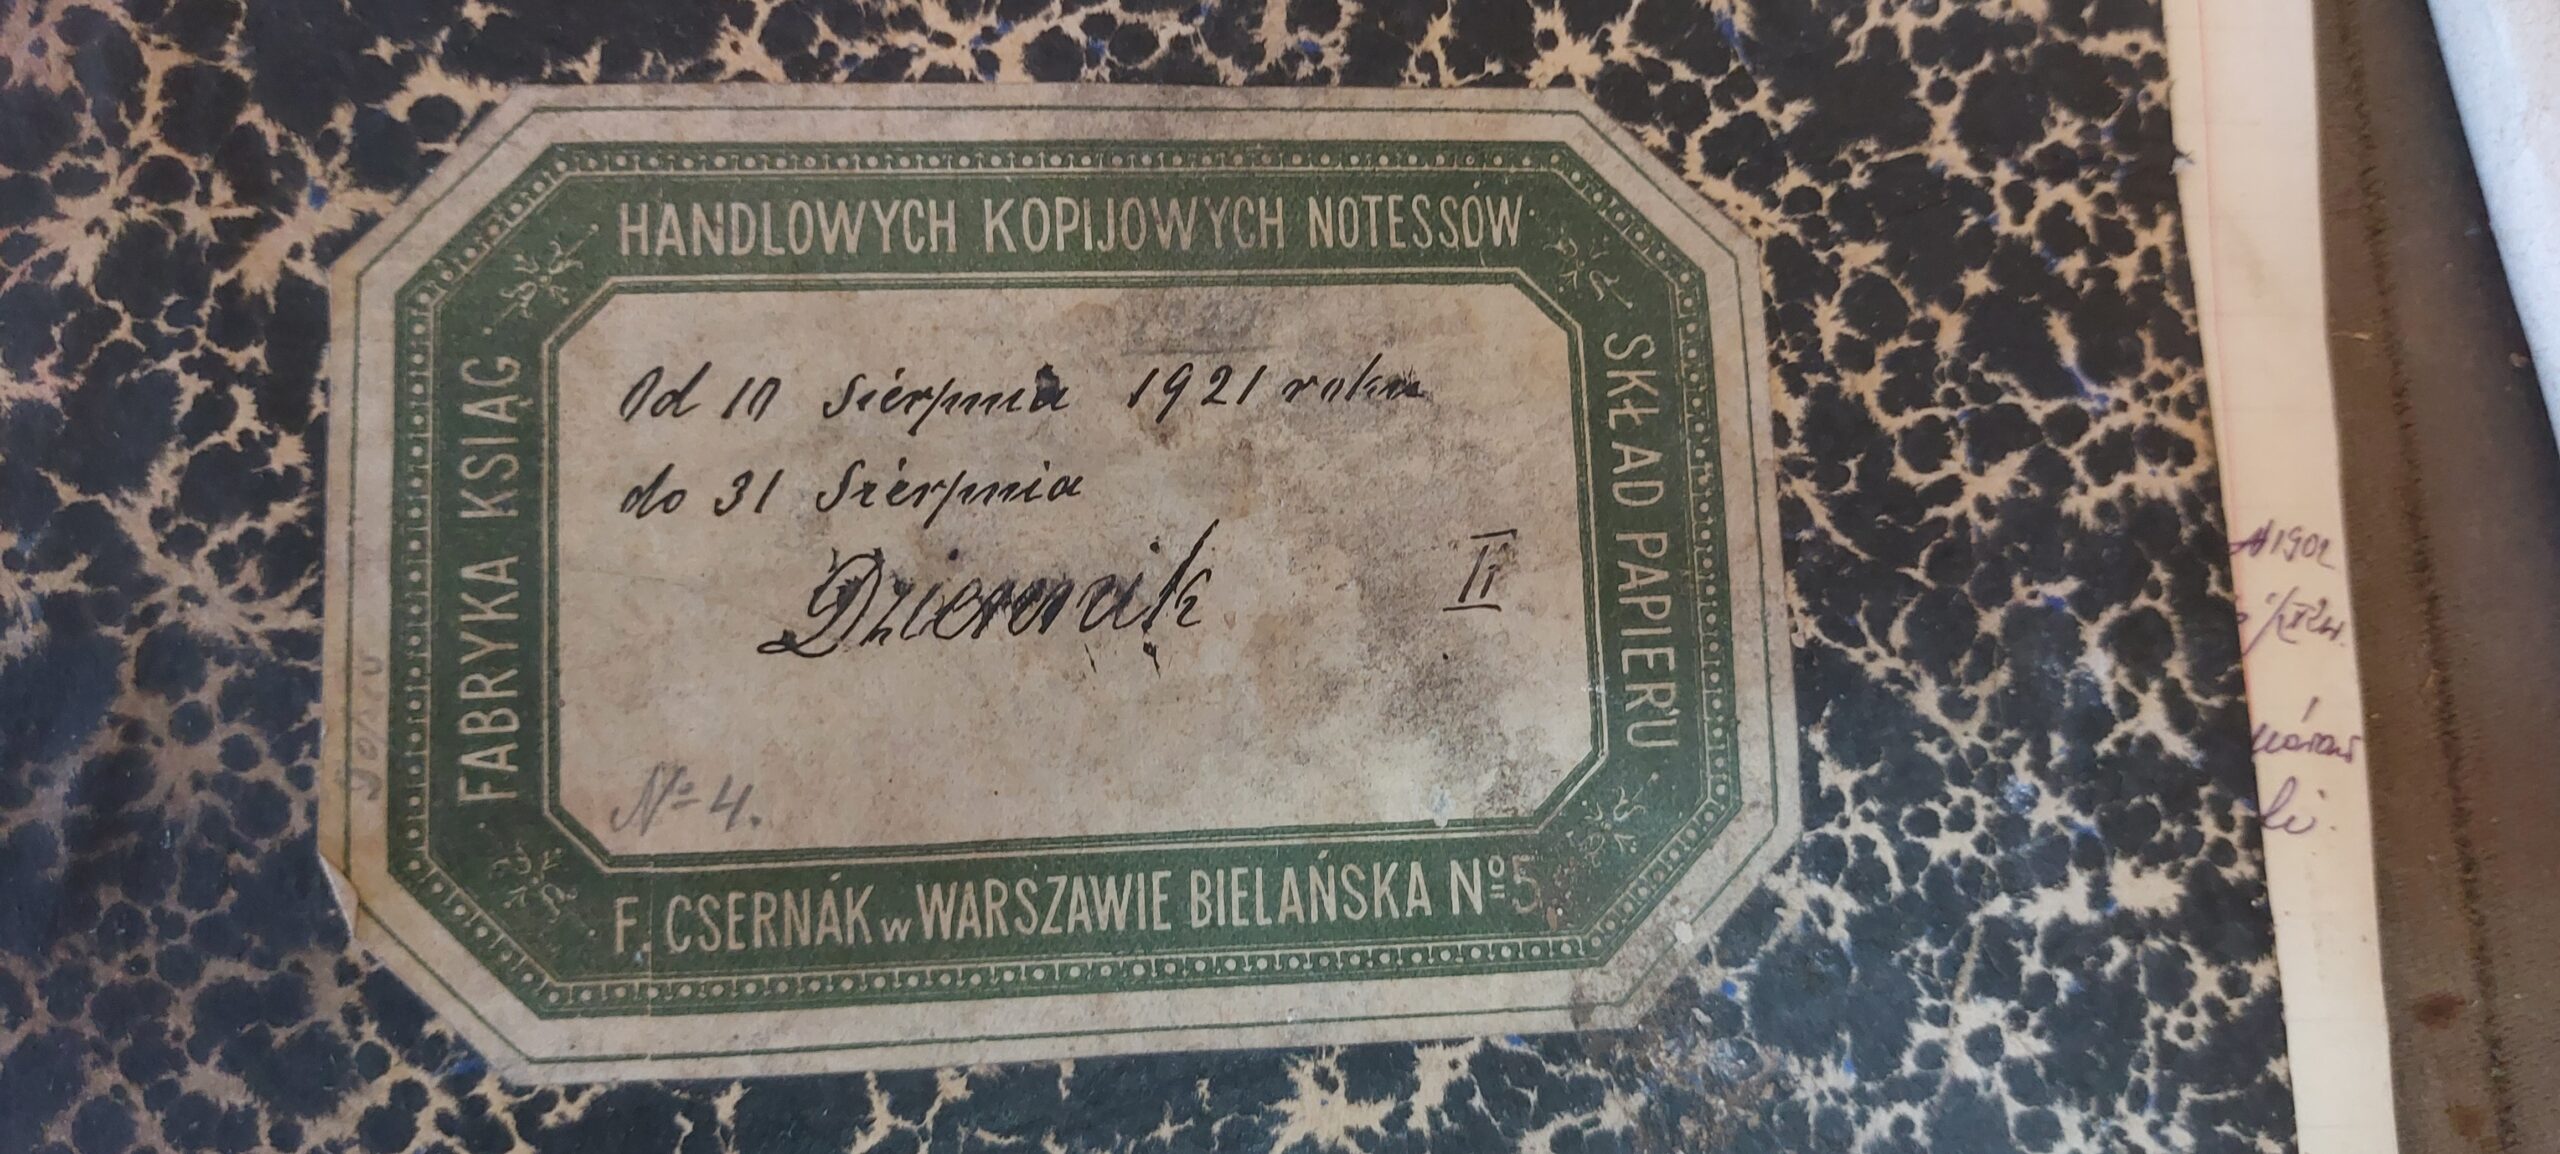 FABRYKA KSIĄG
HANDLOWYCH KOPIJOWYCH NOTESSÓW
SKŁAD PAPIERU
Od 10 Sierpnia 1921 roku
do 31 Sierpnia
Dziennik II
№ 4.
F. CSERNÁK w WARSZAWIE BIELAŃSKA № 5.